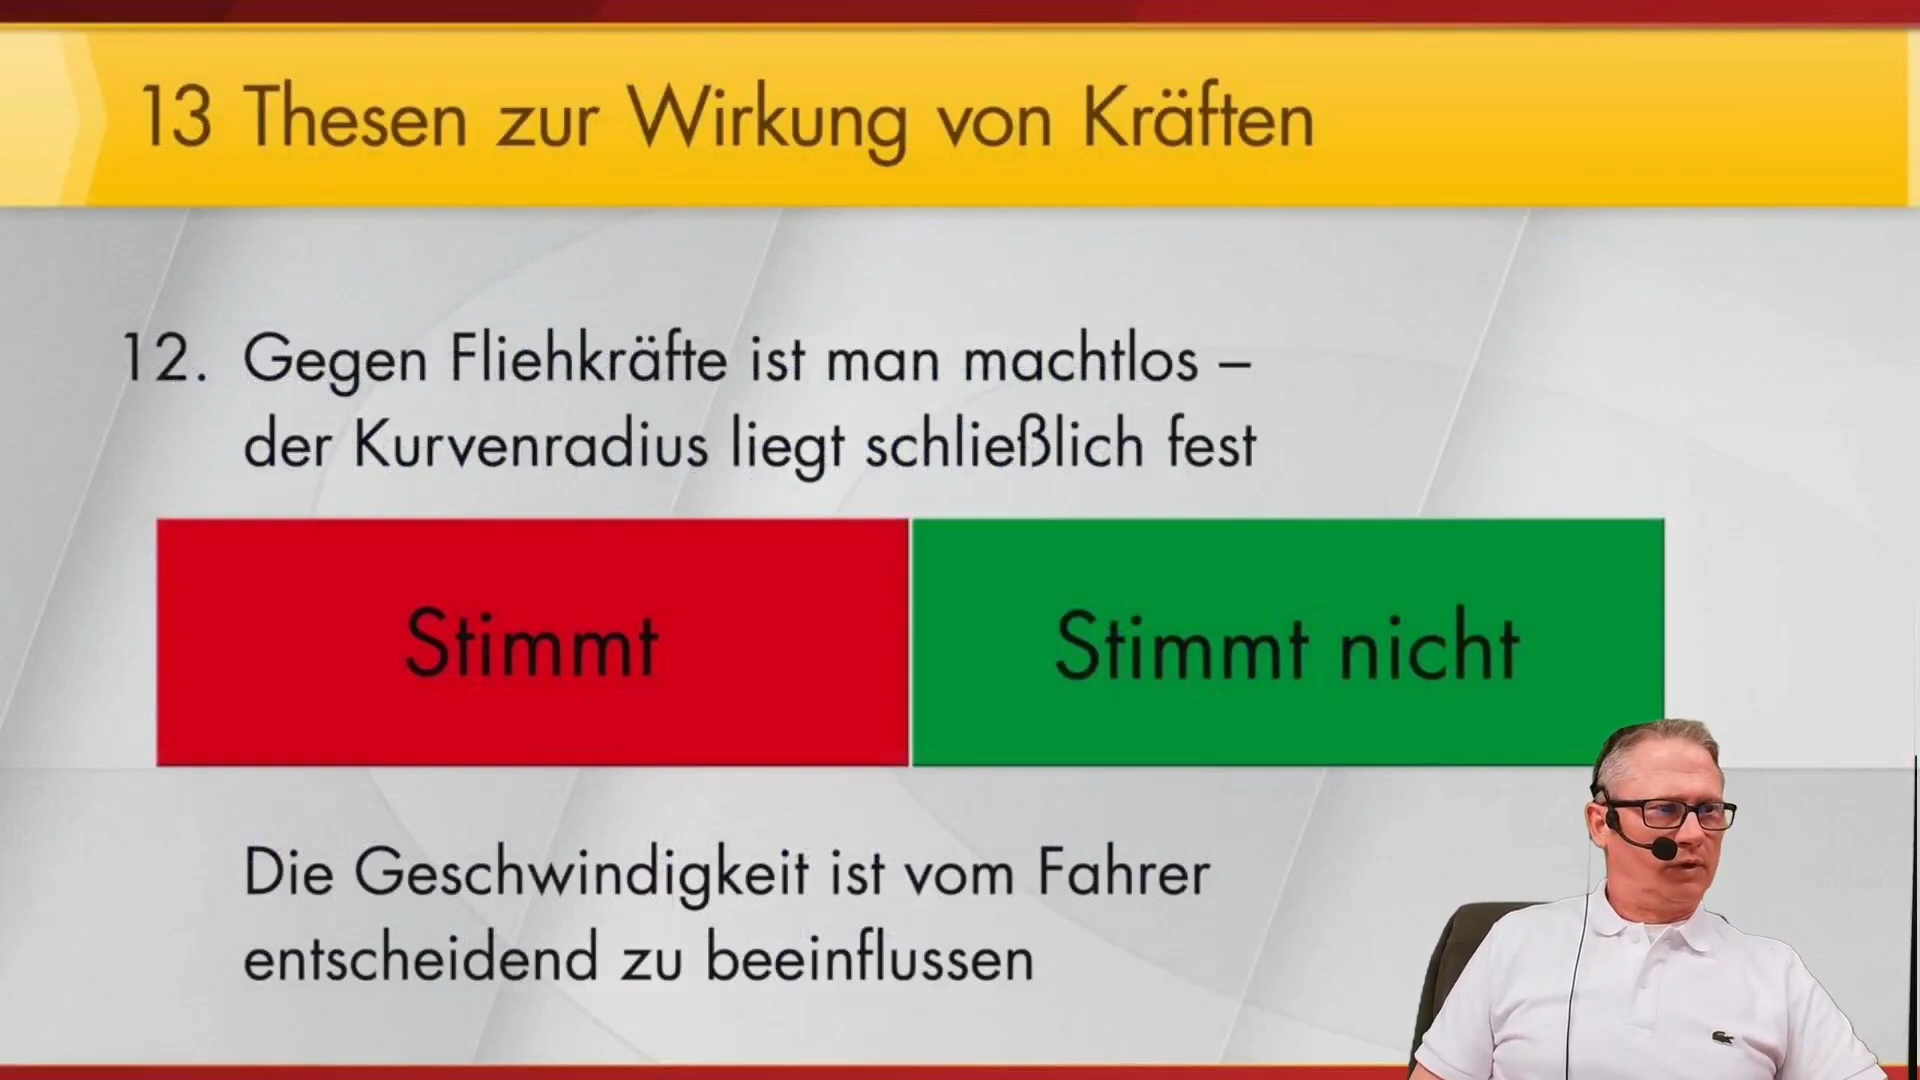 13 Thesen zur Wirkung von Kräften
12. Gegen Fliehkräfte ist man machtlos –
der Kurvenradius liegt schließlich fest
Stimmt
Stimmt nicht
Die Geschwindigkeit ist vom Fahrer
entscheidend zu beeinflussen